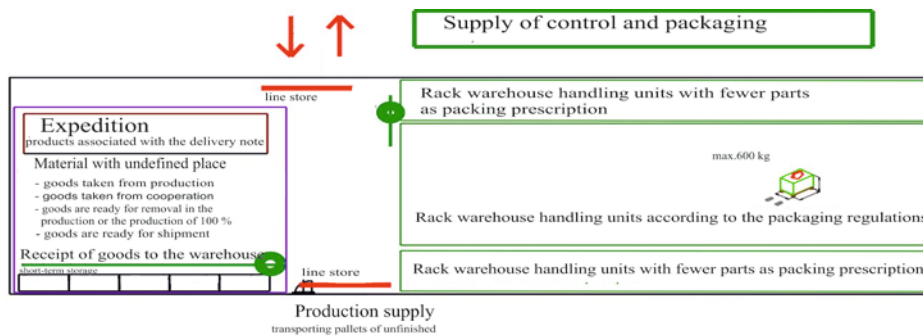 Supply of control and packaging
line store
Rack warehouse handling units with fewer parts
as packing prescription
Expedition
products associated with the delivery note
Material with undefined place
- goods taken from production
- goods taken from cooperation
- goods are ready for removal in the
production or the production of 100 %
- goods are ready for shipment
max.600 kg
Rack warehouse handling units according to the packaging regulations
Receipt of goods to the warehouse
short-term storage
line store
Rack warehouse handling units with fewer parts as packing prescription
Production supply
transporting pallets of unfinished